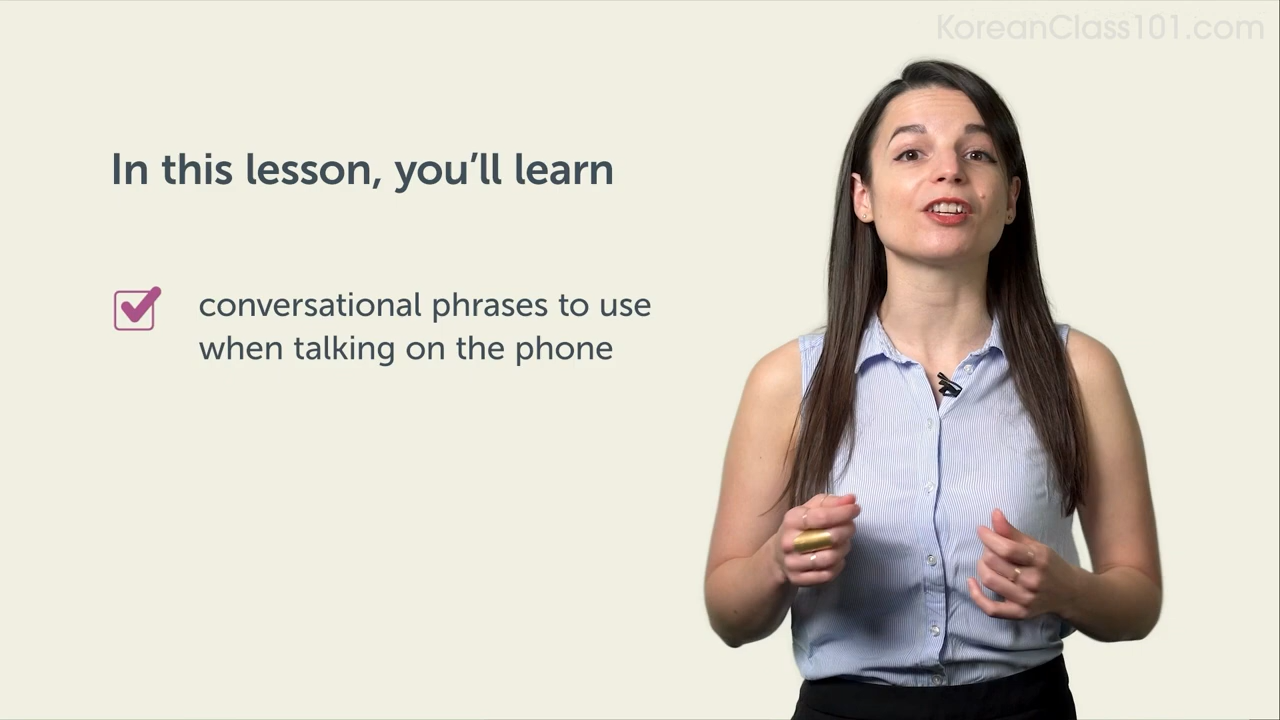 KoreanClass101.com
In this lesson, you'll learn
conversational phrases to use
when talking on the phone